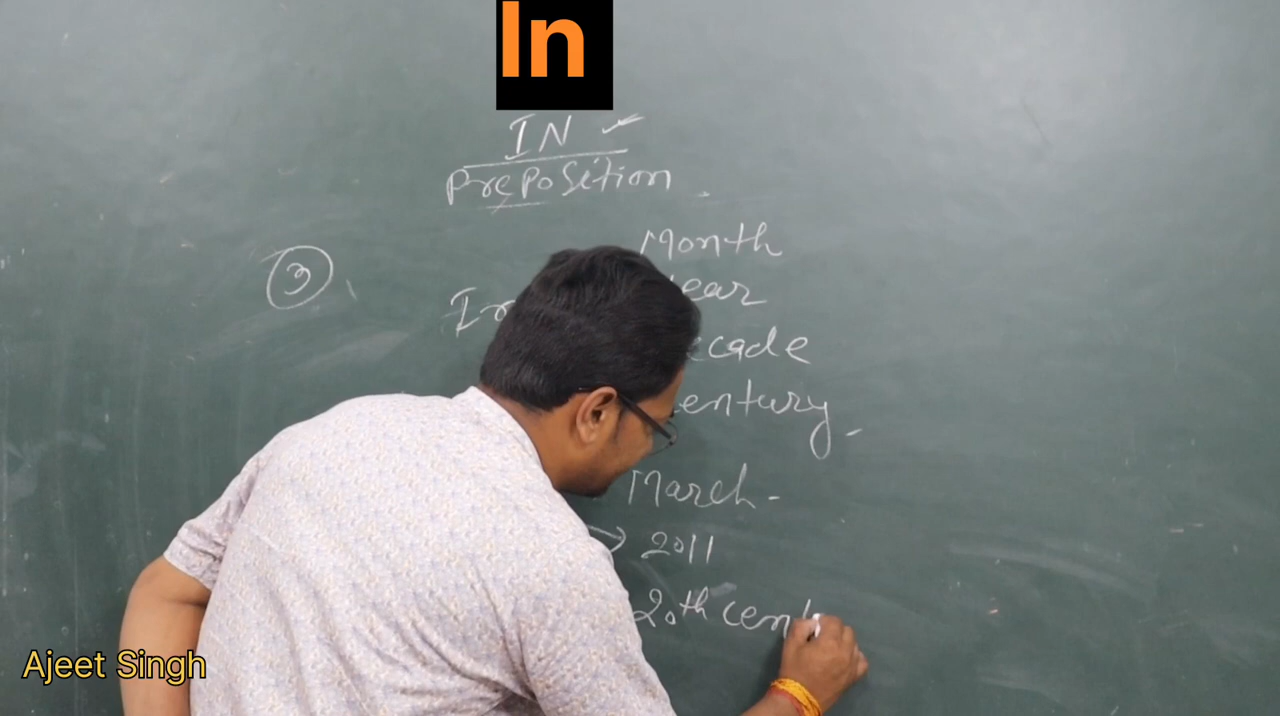 In
IN
Preposition
3
Month
ear
ecade
entury
March -
→ 2011
20th cent
Ajeet Singh